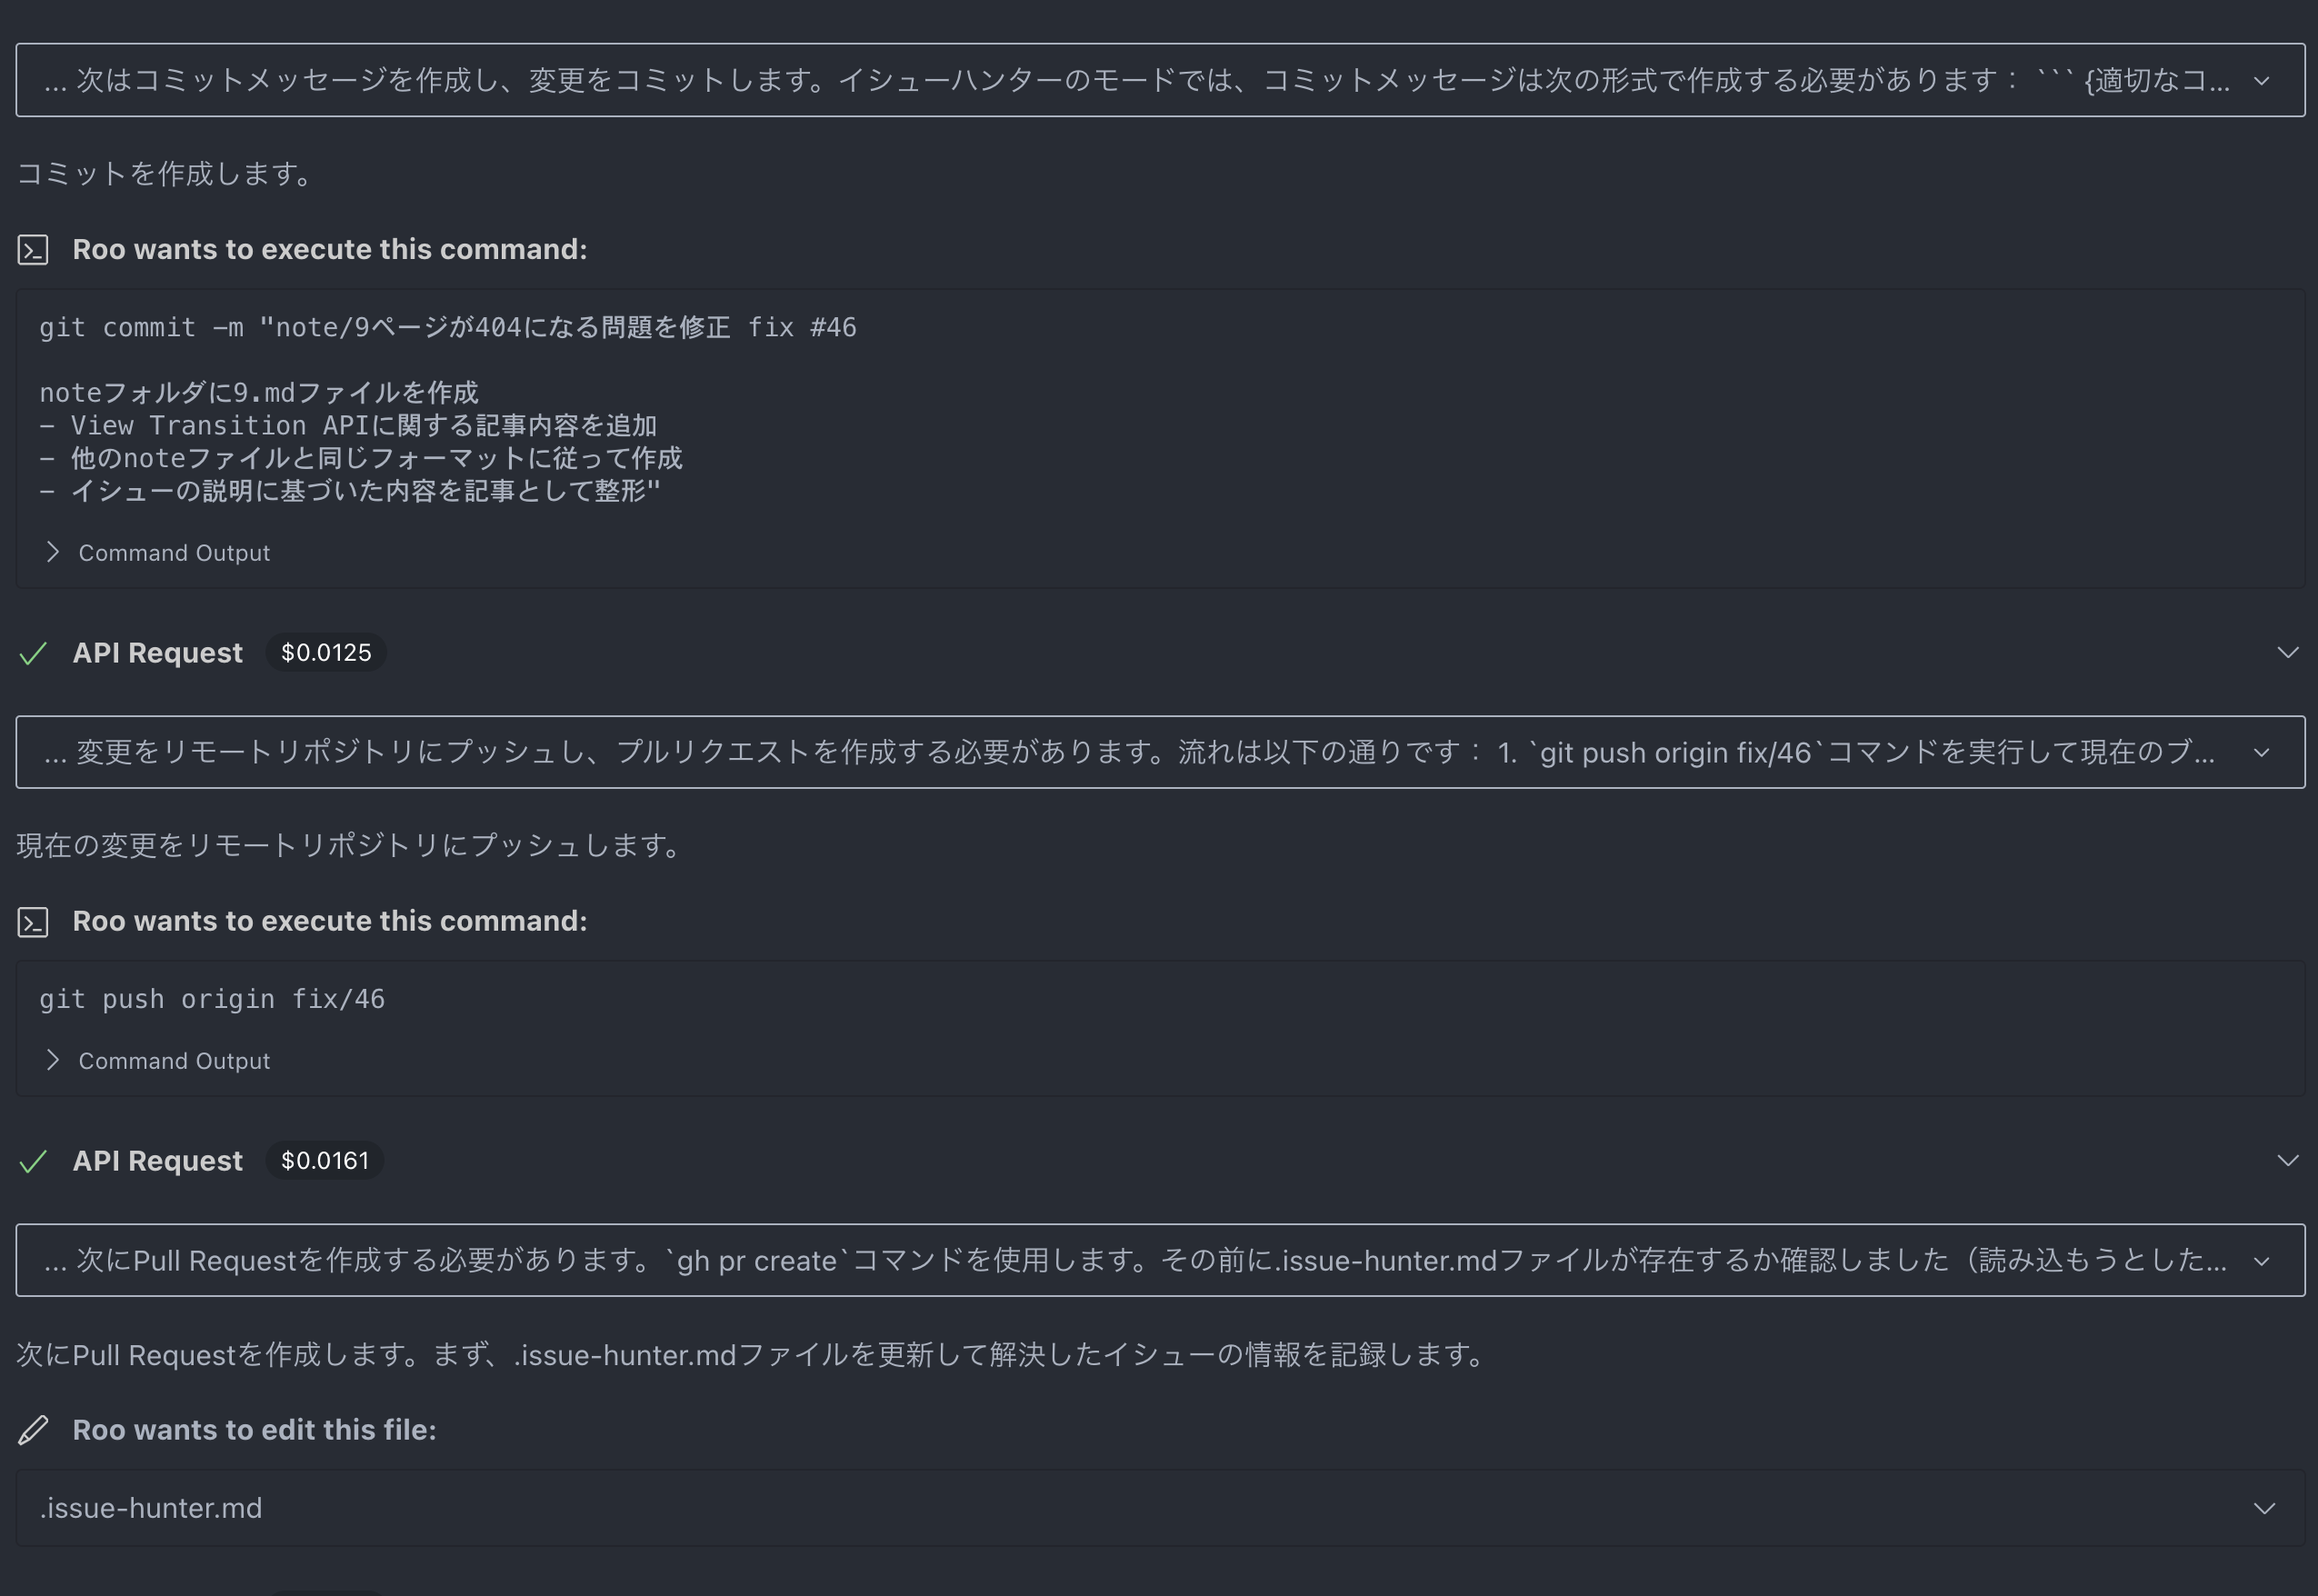 ... 次はコミットメッセージを作成し、変更をコミットします。イシューハンターのモードでは、コミットメッセージは次の形式で作成する必要があります： ``` {適切なコ...
コミットを作成します。
Roo wants to execute this command:
git commit -m "note/9ページが404になる問題を修正 fix #46
noteフォルダに9.mdファイルを作成
- View Transition APIに関する記事内容を追加
- 他のnoteファイルと同じフォーマットに従って作成
- イシューの説明に基づいた内容を記事として整形"
Command Output
API Request $0.0125
... 変更をリモートリポジトリにプッシュし、プルリクエストを作成する必要があります。流れは以下の通りです： 1. `git push origin fix/46`コマンドを実行して現在のブ...
現在の変更をリモートリポジトリにプッシュします。
Roo wants to execute this command:
git push origin fix/46
Command Output
API Request $0.0161
... 次にPull Requestを作成する必要があります。`gh pr create`コマンドを使用します。その前に.issue-hunter.mdファイルが存在するか確認しました（読み込もうとした...
次にPull Requestを作成します。まず、.issue-hunter.mdファイルを更新して解決したイシューの情報を記録します。
Roo wants to edit this file:
.issue-hunter.md